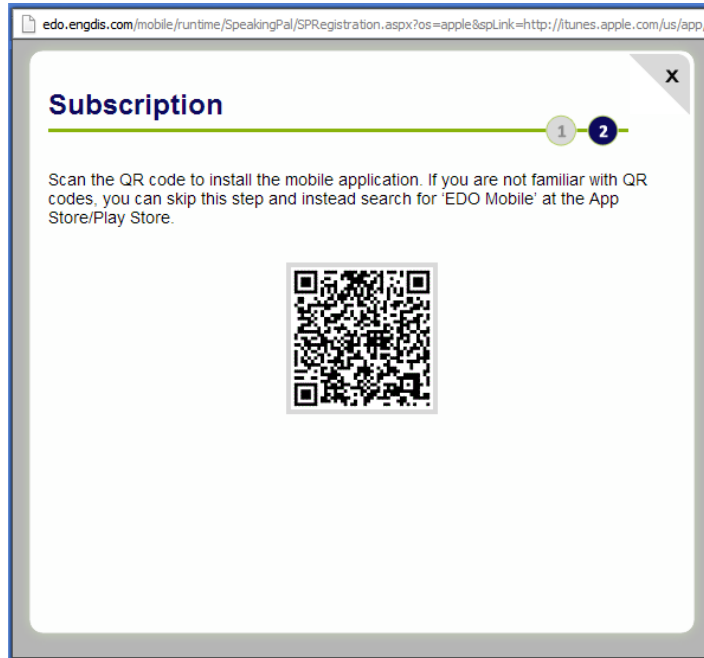 edo.engdis.com/mobile/runtime/SpeakingPal/SPRegistration.aspx?os=apple&spLink=http://itunes.apple.com/us/app/
x
Subscription
1 2
Scan the QR code to install the mobile application. If you are not familiar with QR
codes, you can skip this step and instead search for ‘EDO Mobile’ at the App
Store/Play Store.